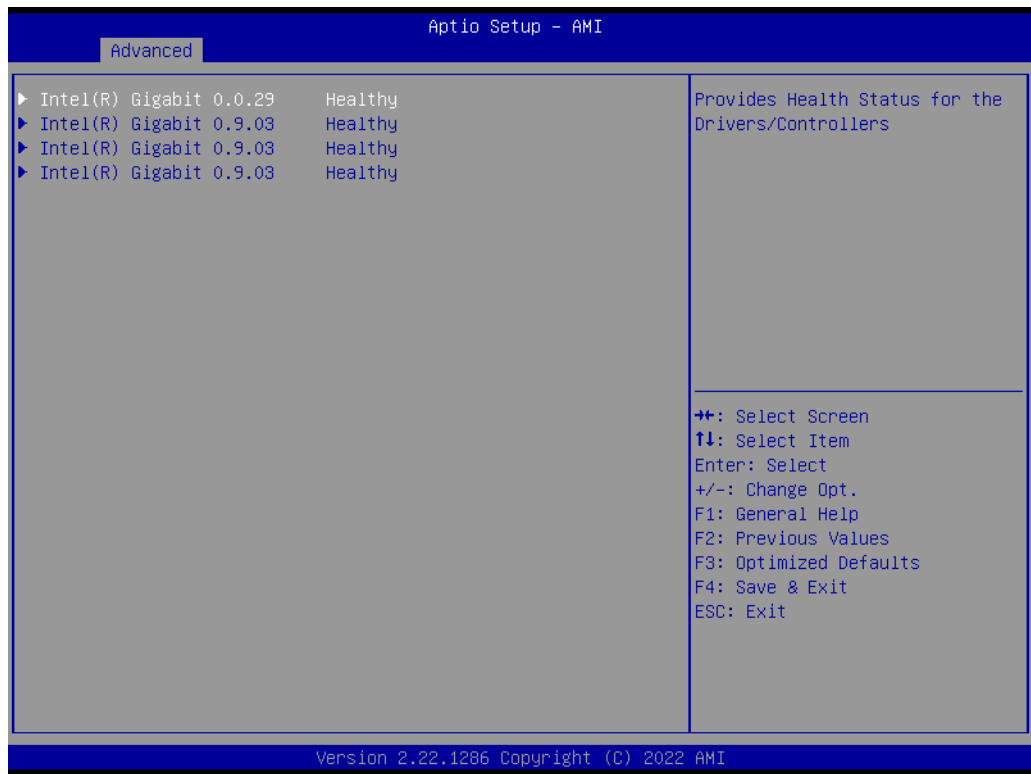 Aptio Setup – AMI
Advanced
▶ Intel(R) Gigabit 0.0.29 Healthy
▶ Intel(R) Gigabit 0.9.03 Healthy
▶ Intel(R) Gigabit 0.9.03 Healthy
▶ Intel(R) Gigabit 0.9.03 Healthy
Provides Health Status for the
Drivers/Controllers
→←: Select Screen
↑↓: Select Item
Enter: Select
+/-: Change Opt.
F1: General Help
F2: Previous Values
F3: Optimized Defaults
F4: Save & Exit
ESC: Exit
Version 2.22.1286 Copyright (C) 2022 AMI